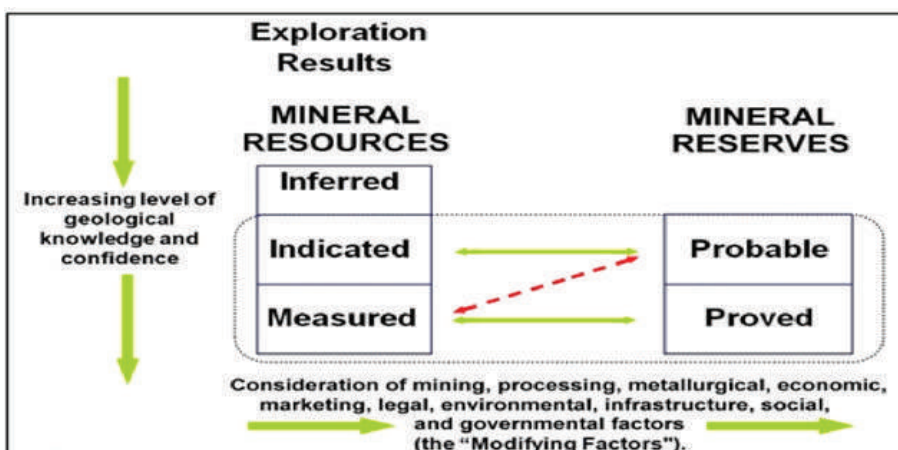 Exploration
Results
MINERAL
RESOURCES
MINERAL
RESERVES
Inferred
Increasing level of
geological
knowledge and
confidence
Indicated
Probable
Measured
Proved
Consideration of mining, processing, metallurgical, economic,
marketing, legal, environmental, infrastructure, social,
and governmental factors
(the “Modifying Factors”).